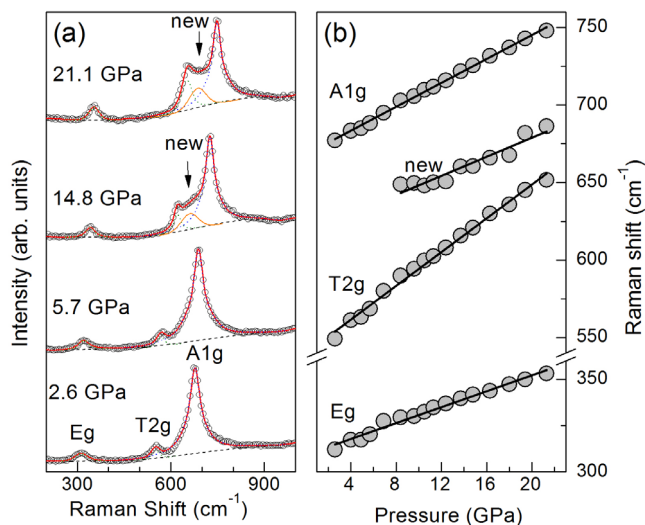 (a)
new
21.1 GPa
new
14.8 GPa
5.7 GPa
A1g
2.6 GPa
Eg
T2g
Intensity (arb. units)
300
600
900
Raman Shift (cm-1)
(b)
750
A1g
700
new
650
600
T2g
550
Eg
350
300
4
8
12
16
20
Pressure (GPa)
Raman shift (cm-1)